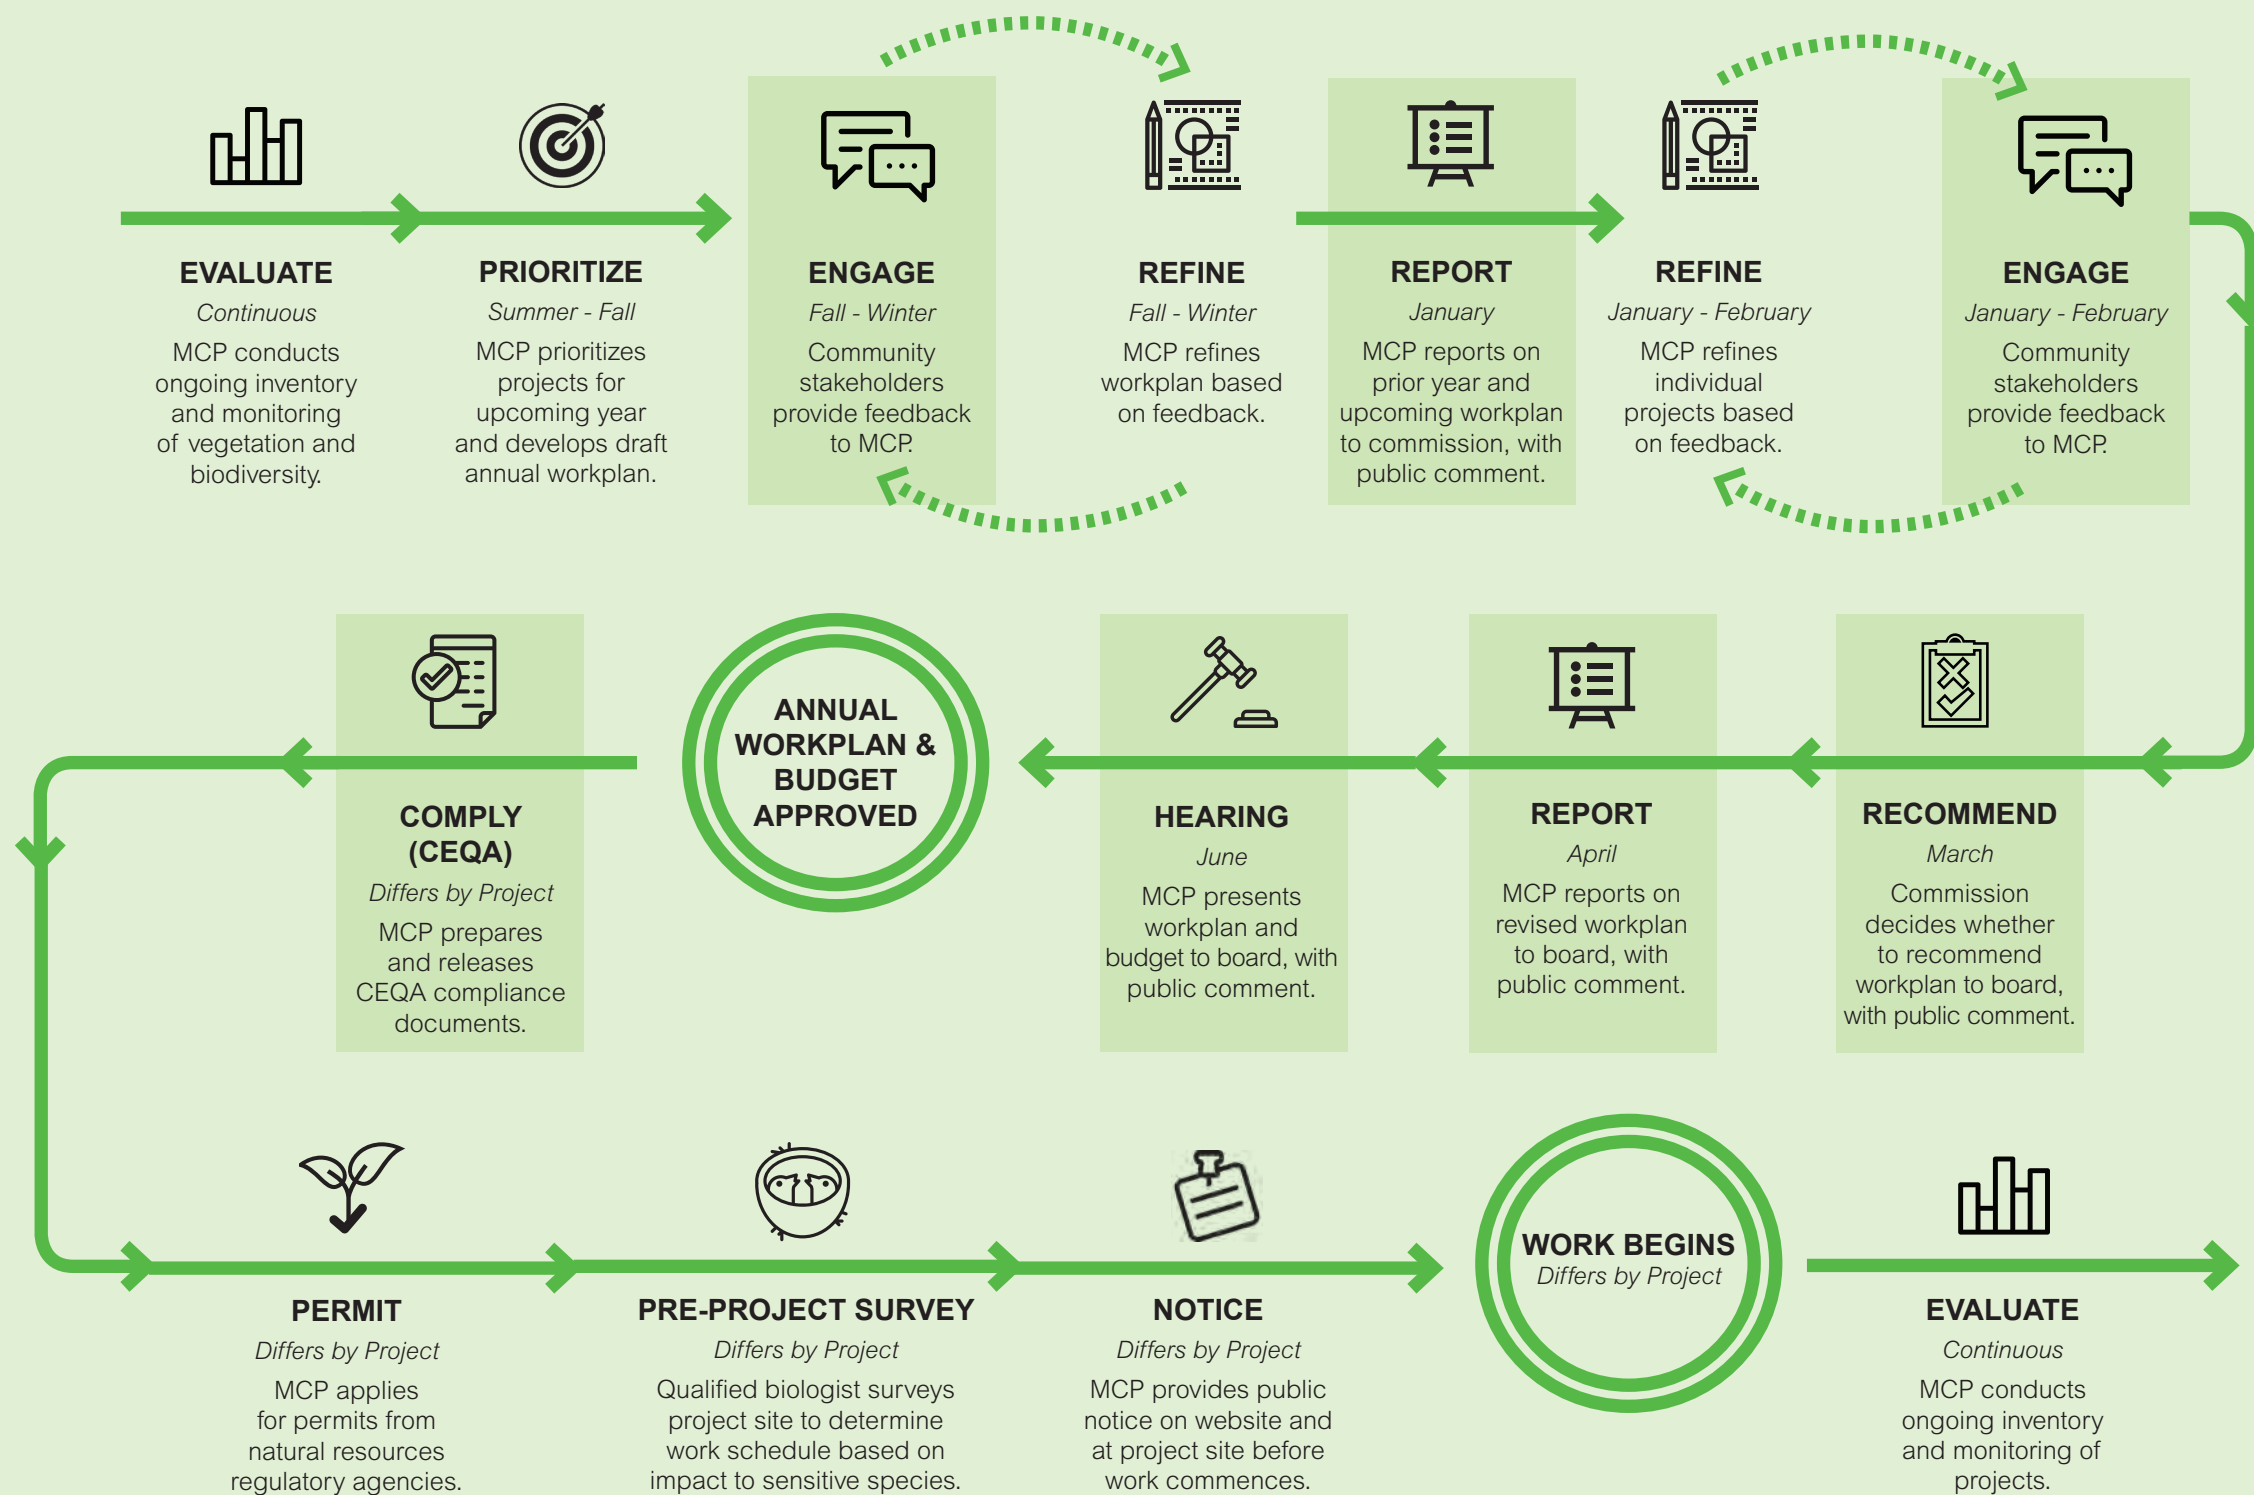 EVALUATE
Continuous
MCP conducts
ongoing inventory
and monitoring
of vegetation and
biodiversity.
PRIORITIZE
Summer - Fall
MCP prioritizes
projects for
upcoming year
and develops draft
annual workplan.
ENGAGE
Fall - Winter
Community
stakeholders
provide feedback
to MCP.
REFINE
Fall - Winter
MCP refines
workplan based
on feedback.
REPORT
January
MCP reports on
prior year and
upcoming workplan
to commission, with
public comment.
REFINE
January - February
MCP refines
individual
projects based
on feedback.
ENGAGE
January - February
Community
stakeholders
provide feedback
to MCP.
RECOMMEND
March
Commission
decides whether
to recommend
workplan to board,
with public comment.
REPORT
April
MCP reports on
revised workplan
to board, with
public comment.
HEARING
June
MCP presents
workplan and
budget to board, with
public comment.
ANNUAL
WORKPLAN &
BUDGET
APPROVED
COMPLY
(CEQA)
Differs by Project
MCP prepares
and releases
CEQA compliance
documents.
PERMIT
Differs by Project
MCP applies
for permits from
natural resources
regulatory agencies.
PRE-PROJECT SURVEY
Differs by Project
Qualified biologist surveys
project site to determine
work schedule based on
impact to sensitive species.
NOTICE
Differs by Project
MCP provides public
notice on website and
at project site before
work commences.
WORK BEGINS
Differs by Project
EVALUATE
Continuous
MCP conducts
ongoing inventory
and monitoring of
projects.